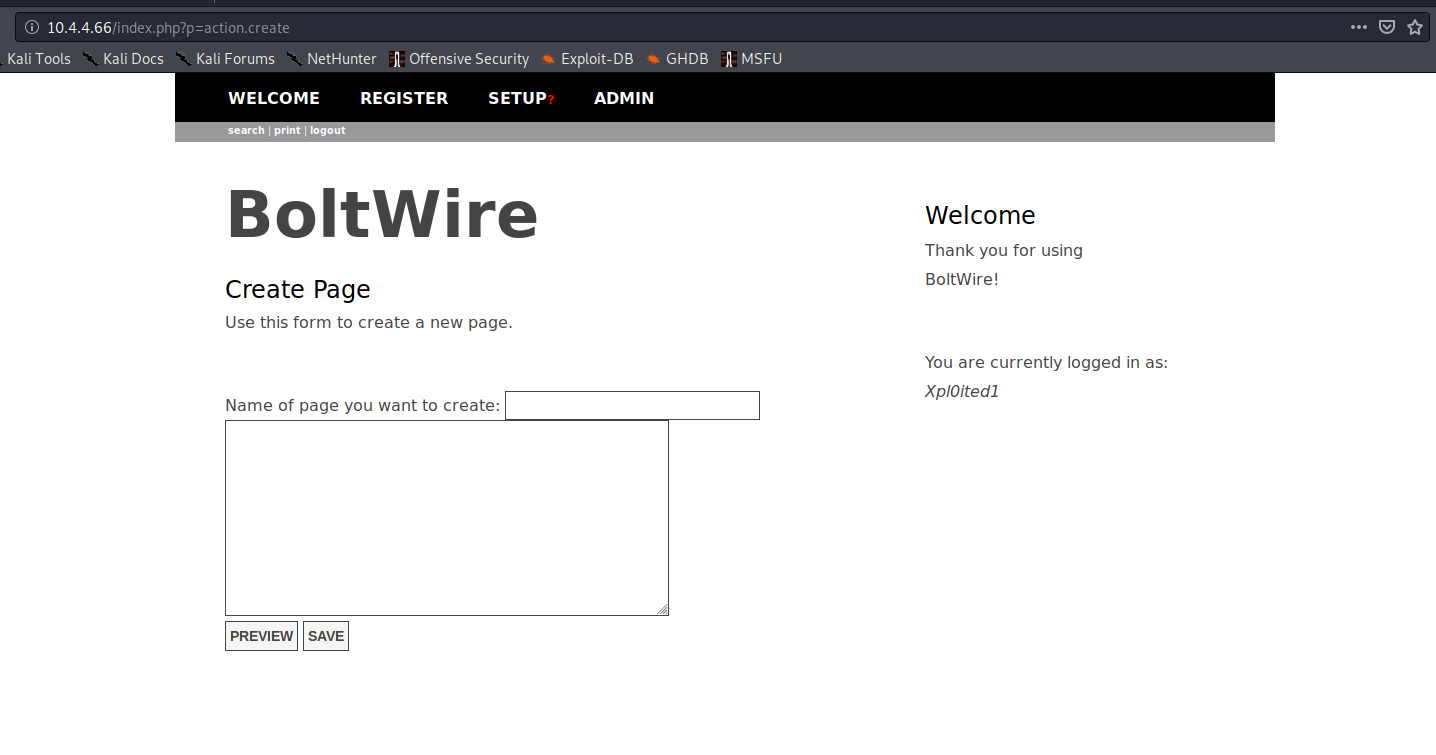 10.4.4.66/index.php?p=action.create
Kali Tools Kali Docs Kali Forums NetHunter Offensive Security Exploit-DB GHDB MSFU
WELCOME REGISTER SETUP? ADMIN
search | print | logout
BoltWire
Create Page
Use this form to create a new page.
Name of page you want to create:
PREVIEW SAVE
Welcome
Thank you for using
BoltWire!
You are currently logged in as:
Xpl0ited1